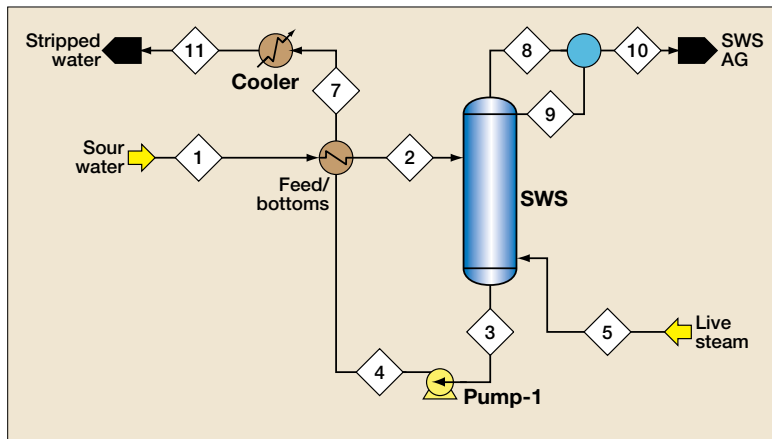 Stripped
water
11
Cooler
7
8
10
SWS
AG
9
Sour
water
1
2
Feed/
bottoms
SWS
3
5
Live
steam
4
Pump-1